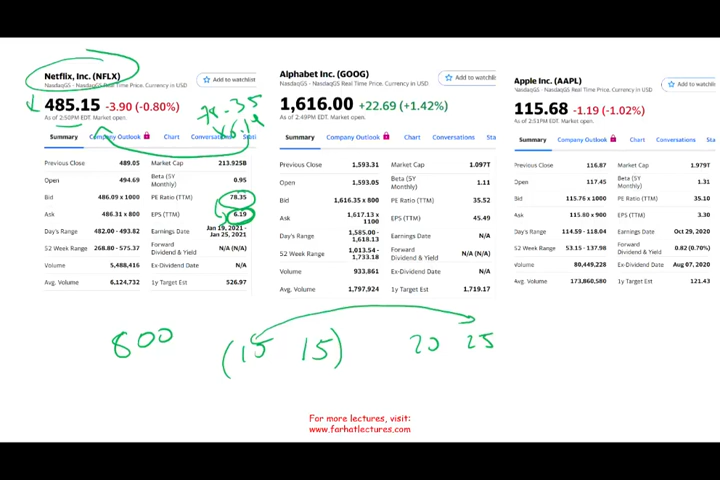 Netflix, Inc. (NFLX)
NasdaqGS - NasdaqGS Real Time Price. Currency in USD
Add to watchlist
485.15 -3.90 (-0.80%)
As of 2:50PM EDT. Market open.
78.35
x6.19
Summary Company Outlook Chart Conversations Stati
Previous Close 489.05 Market Cap 213.925B
Open 494.69 Beta (5Y Monthly) 0.95
Bid 486.09 x 1000 PE Ratio (TTM) 78.35
Ask 486.31 x 800 EPS (TTM) 6.19
Day's Range 482.00 - 493.82 Earnings Date Jan 19, 2021 - Jan 25, 2021
52 Week Range 268.80 - 575.37 Forward Dividend & Yield N/A (N/A)
Volume 5,488,416 Ex-Dividend Date N/A
Avg. Volume 6,124,732 1y Target Est 526.97
Alphabet Inc. (GOOG)
NasdaqGS - NasdaqGS Real Time Price. Currency in USD
Add to watchlis
1,616.00 +22.69 (+1.42%)
As of 2:49PM EDT. Market open.
Summary Company Outlook Chart Conversations Sta
Previous Close 1,593.31 Market Cap 1.097T
Open 1,593.05 Beta (5Y Monthly) 1.11
Bid 1,616.35 x 800 PE Ratio (TTM) 35.52
Ask 1,617.13 x 1100 EPS (TTM) 45.49
Day's Range 1,585.00 - 1,618.13 Earnings Date N/A
52 Week Range 1,013.54 - 1,733.18 Forward Dividend & Yield N/A (N/A)
Volume 933,861 Ex-Dividend Date N/A
Avg. Volume 1,797,924 1y Target Est 1,719.17
Apple Inc. (AAPL)
NasdaqGS - NasdaqGS Real Time Price. Currency in USD
Add to watchli
115.68 -1.19 (-1.02%)
As of 2:51PM EDT. Market open.
Summary Company Outlook Chart Conversations
Previous Close 116.87 Market Cap 1.979T
Open 117.45 Beta (5Y Monthly) 1.31
Bid 115.76 x 1000 PE Ratio (TTM) 35.10
Ask 115.80 x 900 EPS (TTM) 3.30
Day's Range 114.59 - 118.04 Earnings Date Oct 29, 2020
52 Week Range 53.15 - 137.98 Forward Dividend & Yield 0.82 (0.70%)
Volume 80,449,228 Ex-Dividend Date Aug 07, 2020
Avg. Volume 173,860,580 1y Target Est 121.43
800 (15 15) 20 25
For more lectures, visit:
www.farhatlectures.com